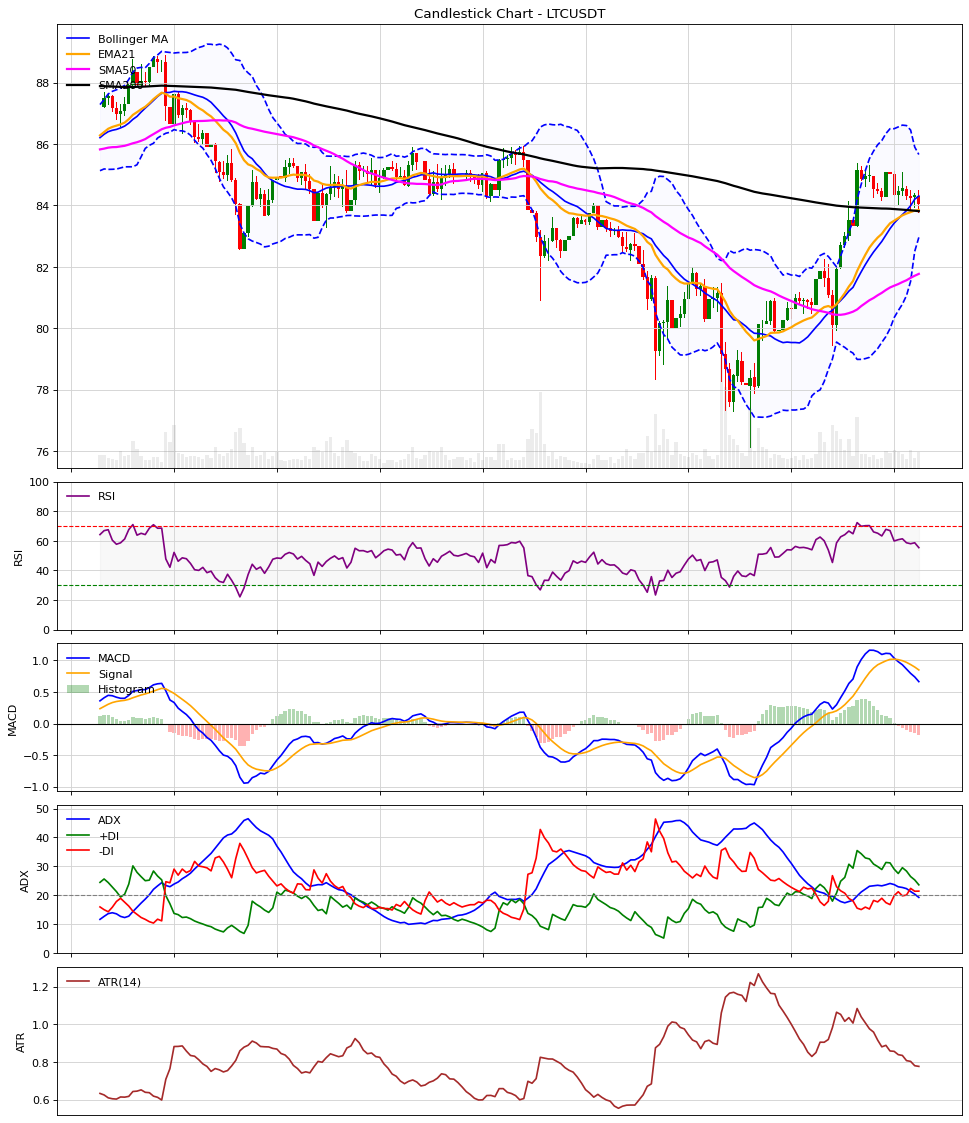 Candlestick Chart - LTCUSDT
Bollinger MA
EMA21
SMA50
SMA200
88
86
84
82
80
78
76
RSI
100
80
60
40
20
0
RSI
MACD
Signal
Histogram
1.0
0.5
0.0
−0.5
−1.0
MACD
ADX
+DI
-DI
50
40
30
20
10
0
ADX
ATR(14)
1.2
1.0
0.8
0.6
ATR